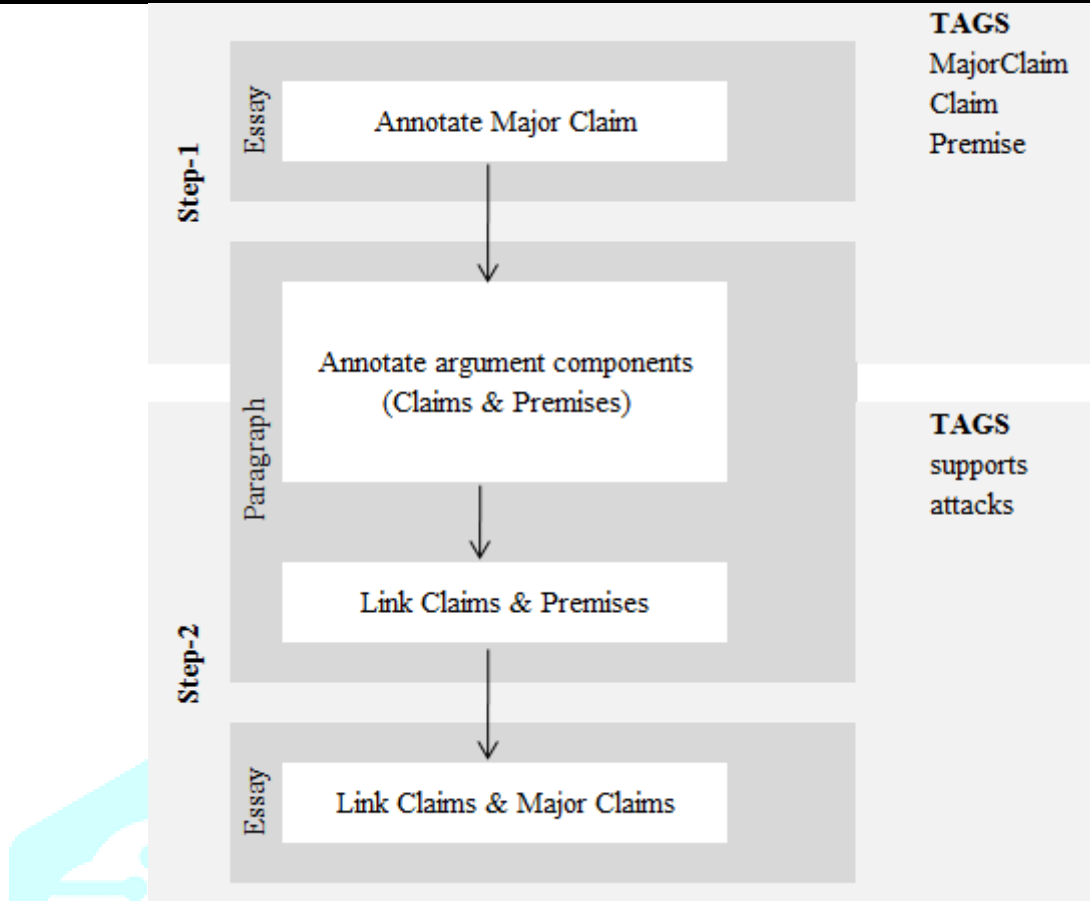 TAGS
MajorClaim
Claim
Premise
Step-1
Essay
Annotate Major Claim
Paragraph
Annotate argument components
(Claims & Premises)
TAGS
supports
attacks
Step-2
Link Claims & Premises
Essay
Link Claims & Major Claims